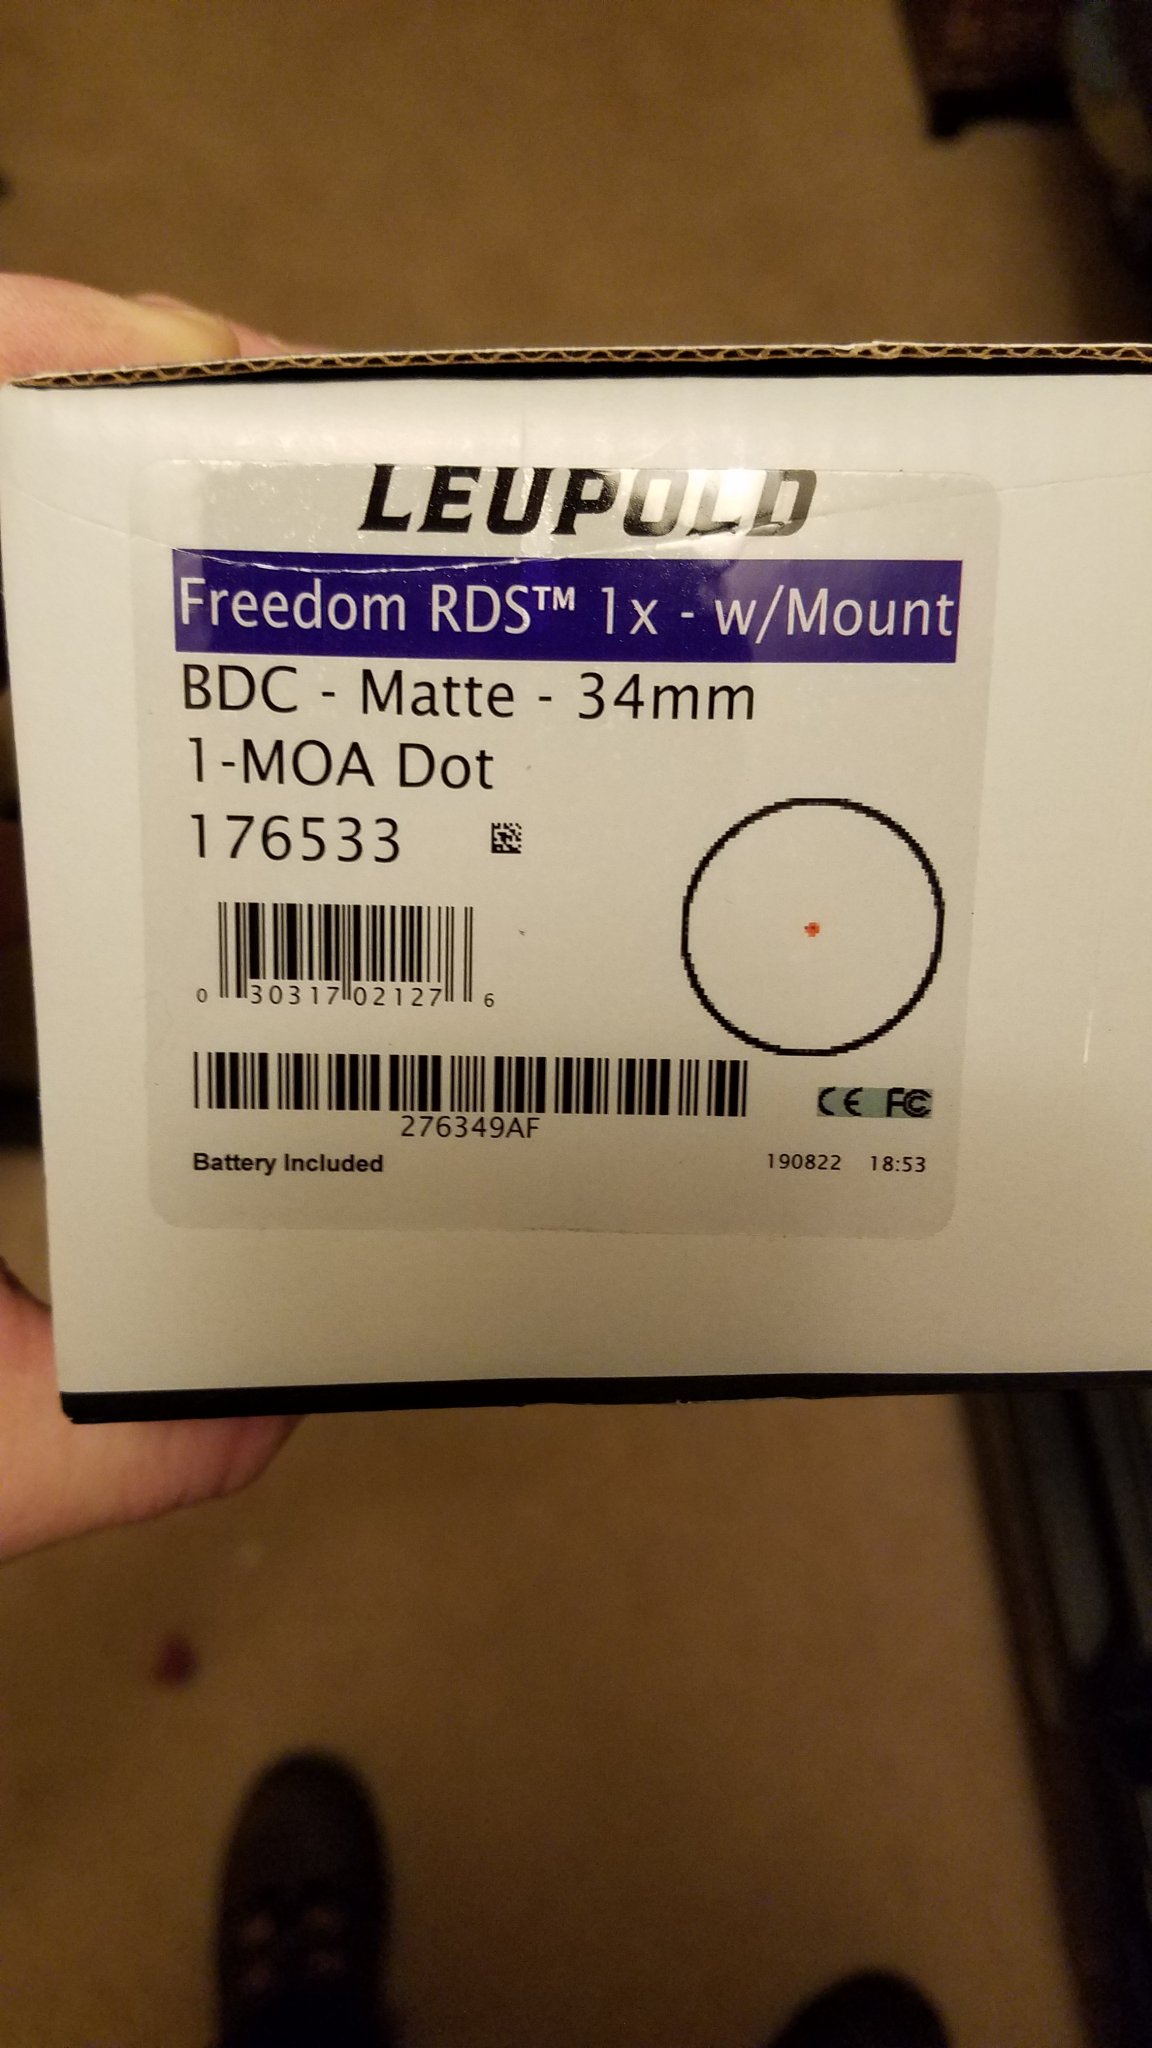 LEUPOLD
Freedom RDS™ 1x - w/Mount
BDC - Matte - 34mm
1-MOA Dot
176533
0 30317 02127 6
276349AF
CE FC
Battery Included
190822 18:53